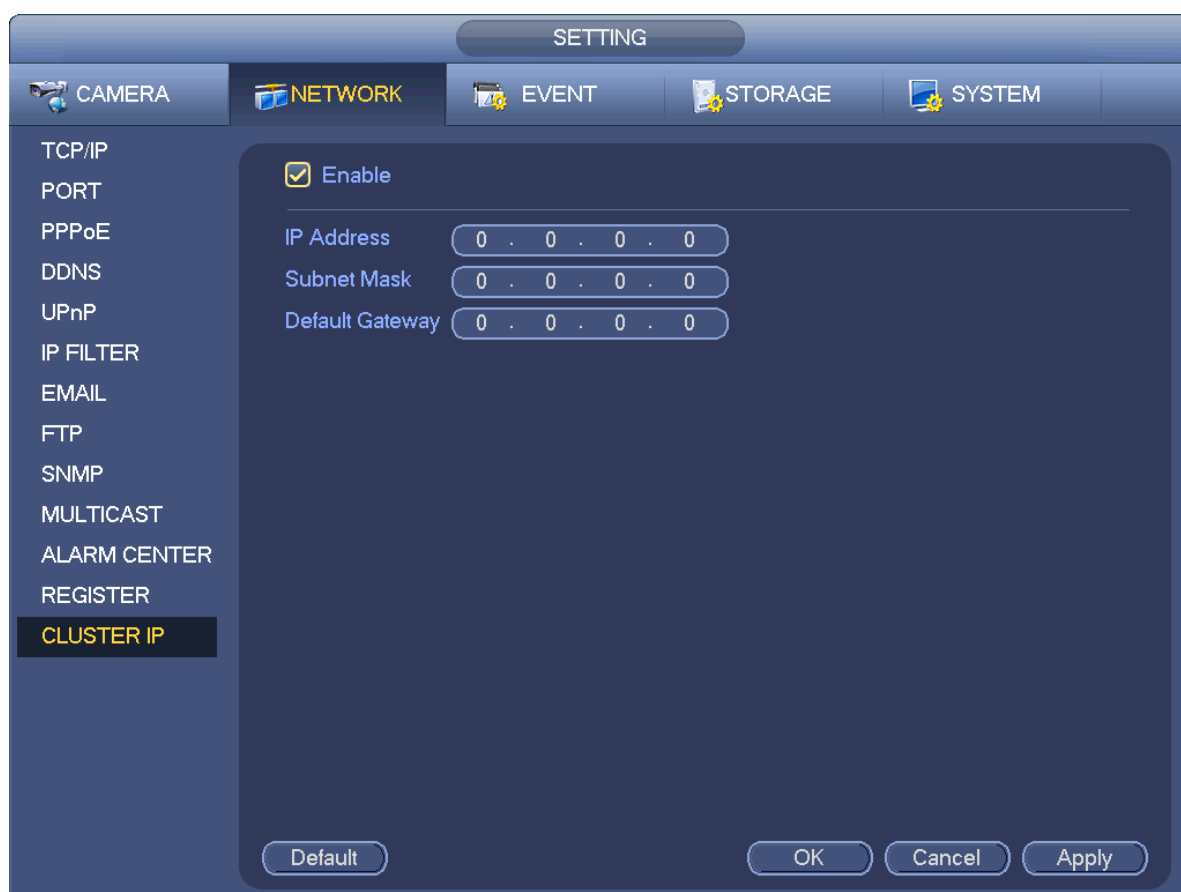 SETTING
CAMERA NETWORK EVENT STORAGE SYSTEM
TCP/IP
PORT
PPPoE
DDNS
UPnP
IP FILTER
EMAIL
FTP
SNMP
MULTICAST
ALARM CENTER
REGISTER
CLUSTER IP
Enable
IP Address 0 . 0 . 0 . 0
Subnet Mask 0 . 0 . 0 . 0
Default Gateway 0 . 0 . 0 . 0
Default OK Cancel Apply